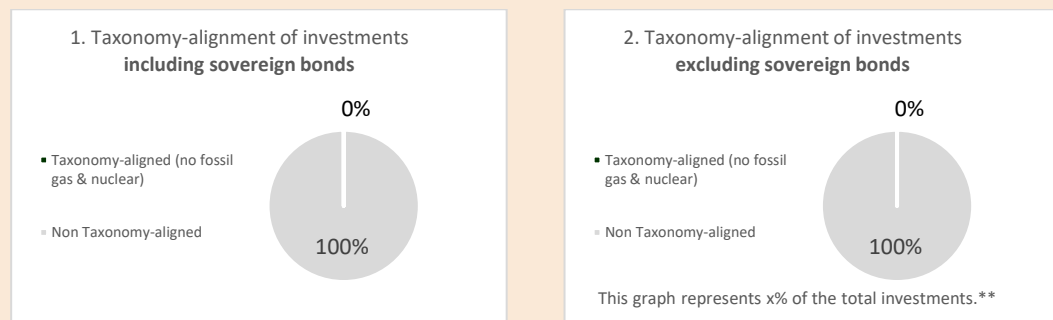 1. Taxonomy-alignment of investments
including sovereign bonds
0%
Taxonomy-aligned (no fossil
gas & nuclear)
Non Taxonomy-aligned
100%
2. Taxonomy-alignment of investments
excluding sovereign bonds
0%
Taxonomy-aligned (no fossil
gas & nuclear)
Non Taxonomy-aligned
100%
This graph represents x% of the total investments.**